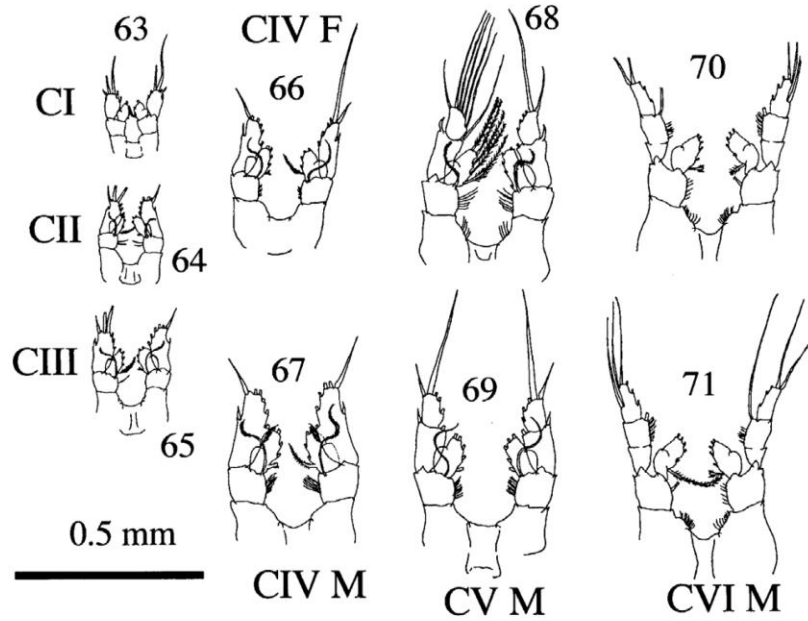 63
CI
CII
64
CIII
65
0.5 mm
CIV F
66
67
CIV M
68
69
CV M
70
71
CVI M